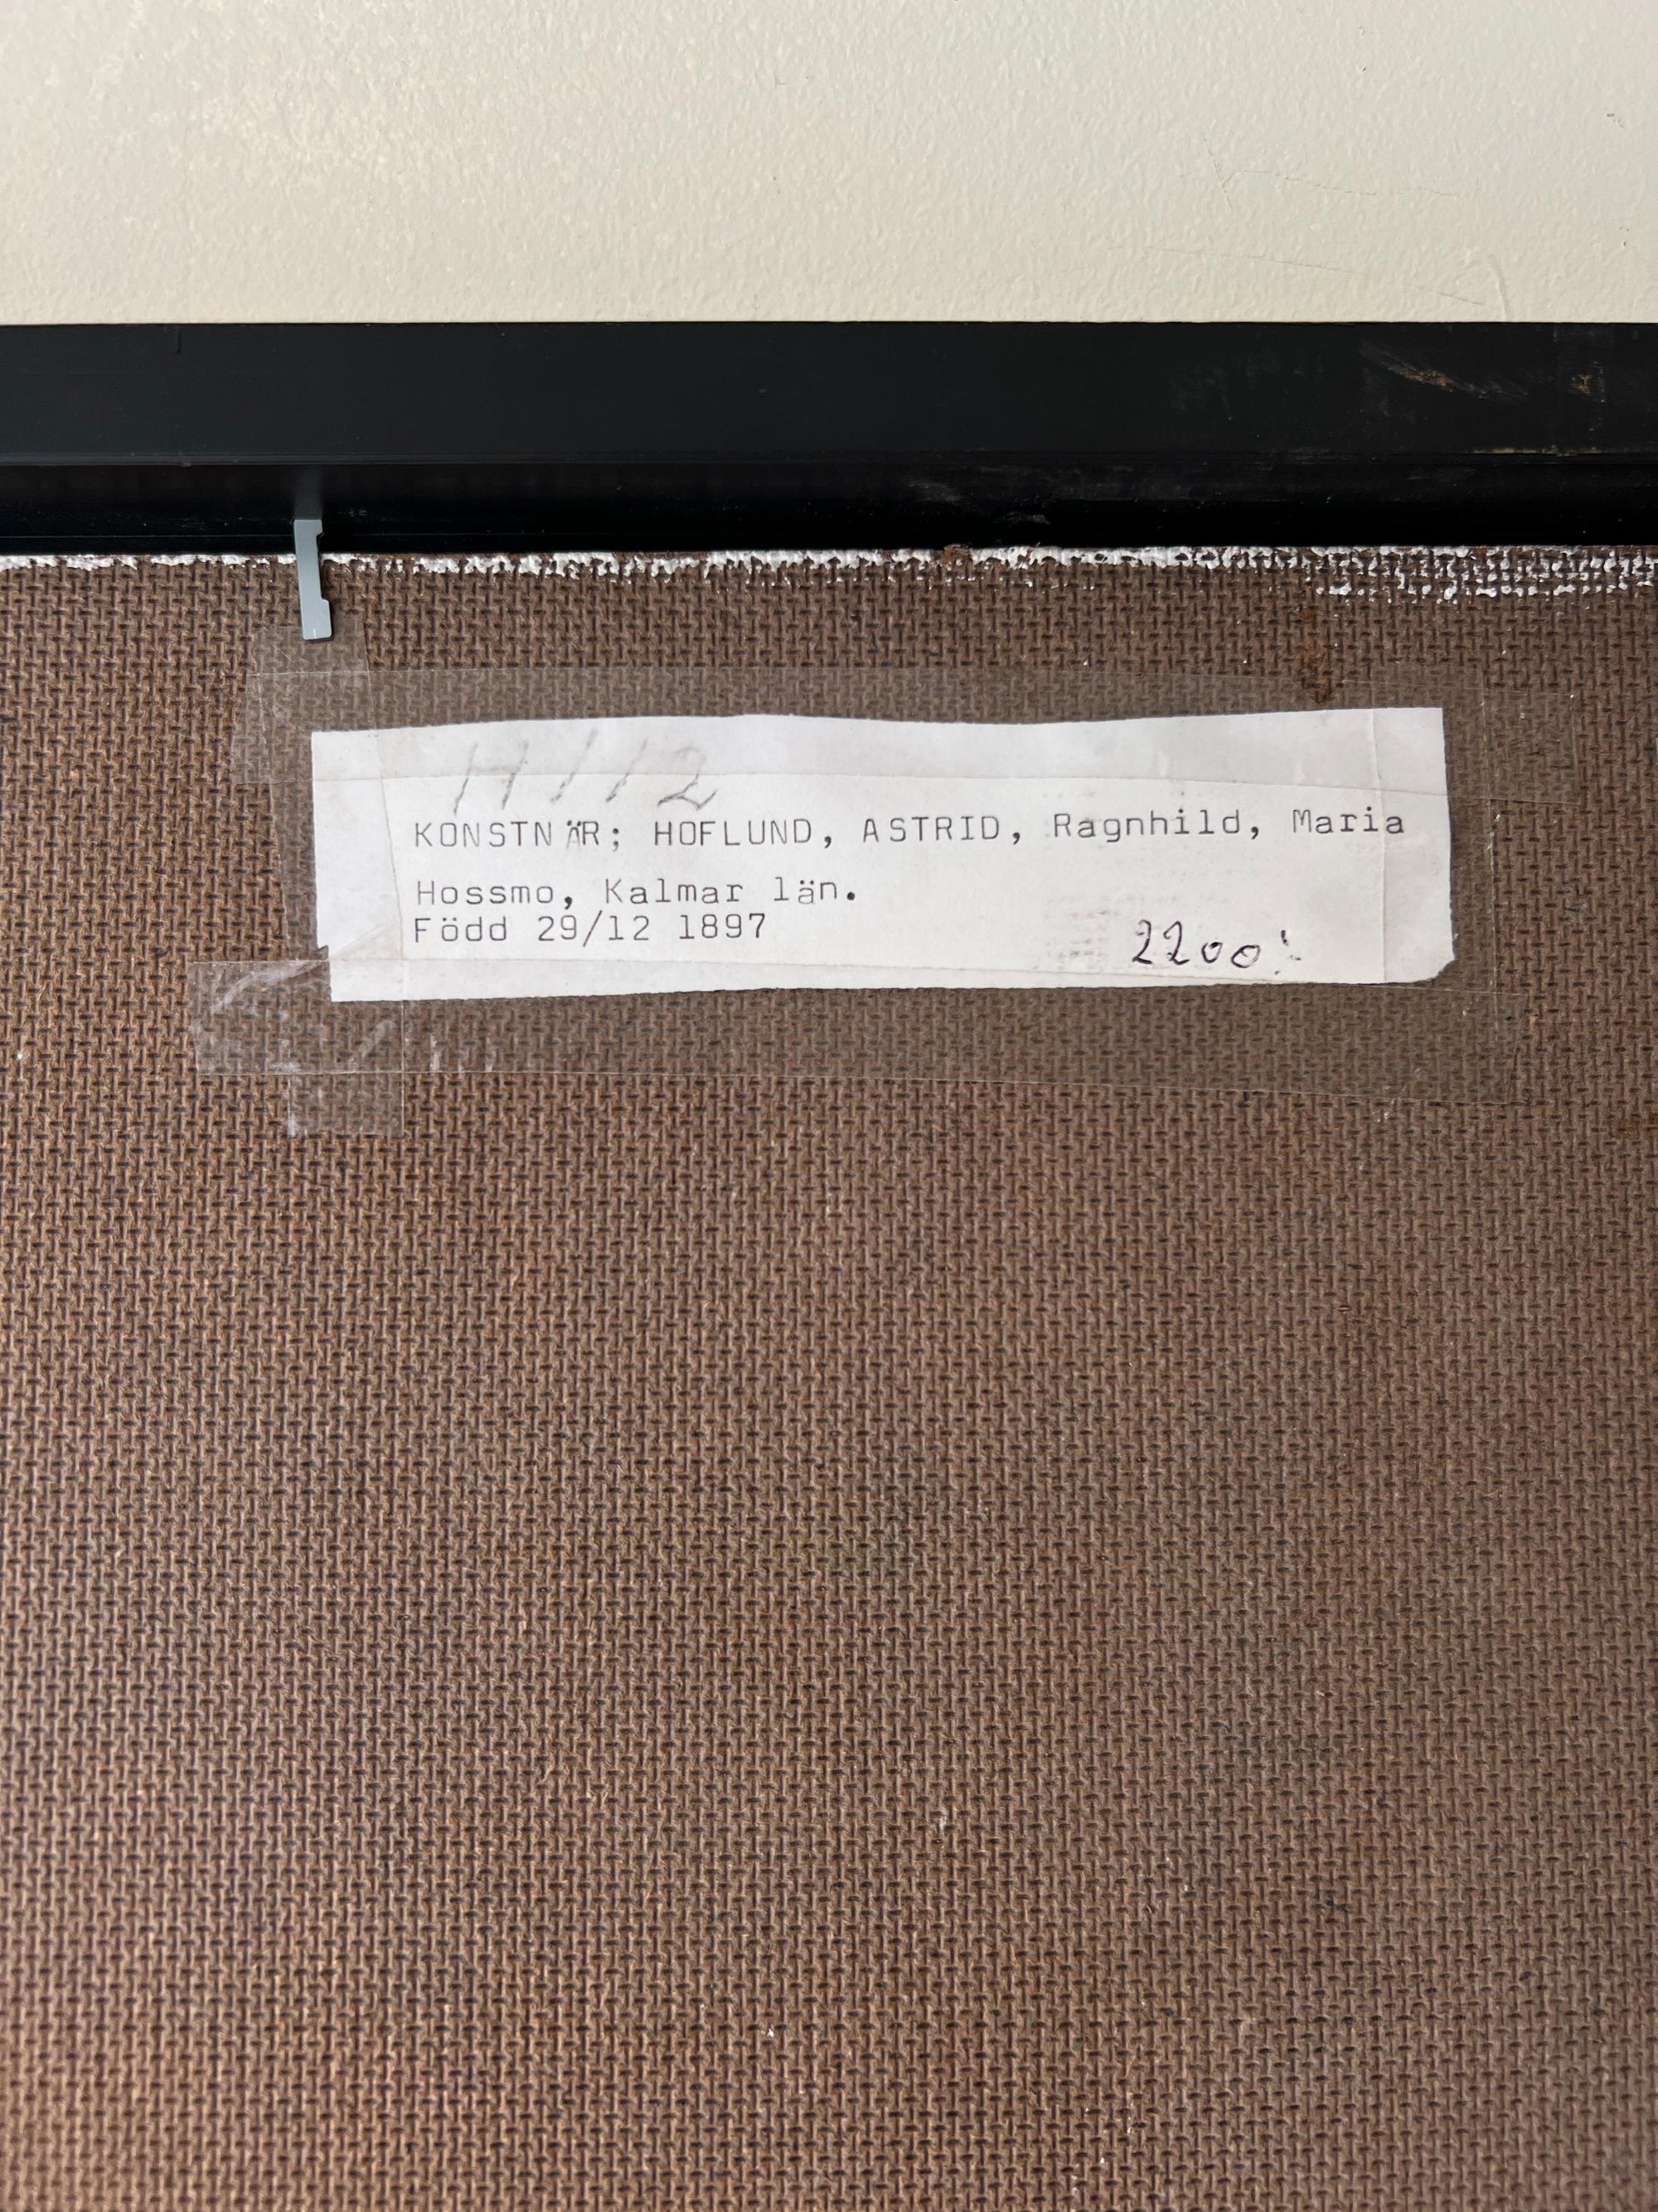 H112
KONSTNÄR; HOFLUND, ASTRID, Ragnhild, Maria
Hossmo, Kalmar län.
Född 29/12 1897
2200: